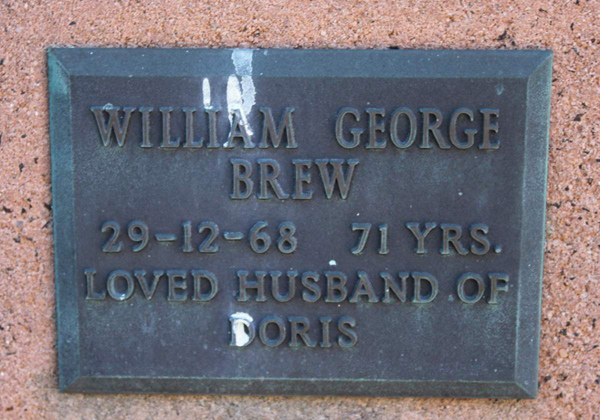 WILLIAM GEORGE
BREW
29-12-68 71 YRS.
LOVED HUSBAND OF
DORIS